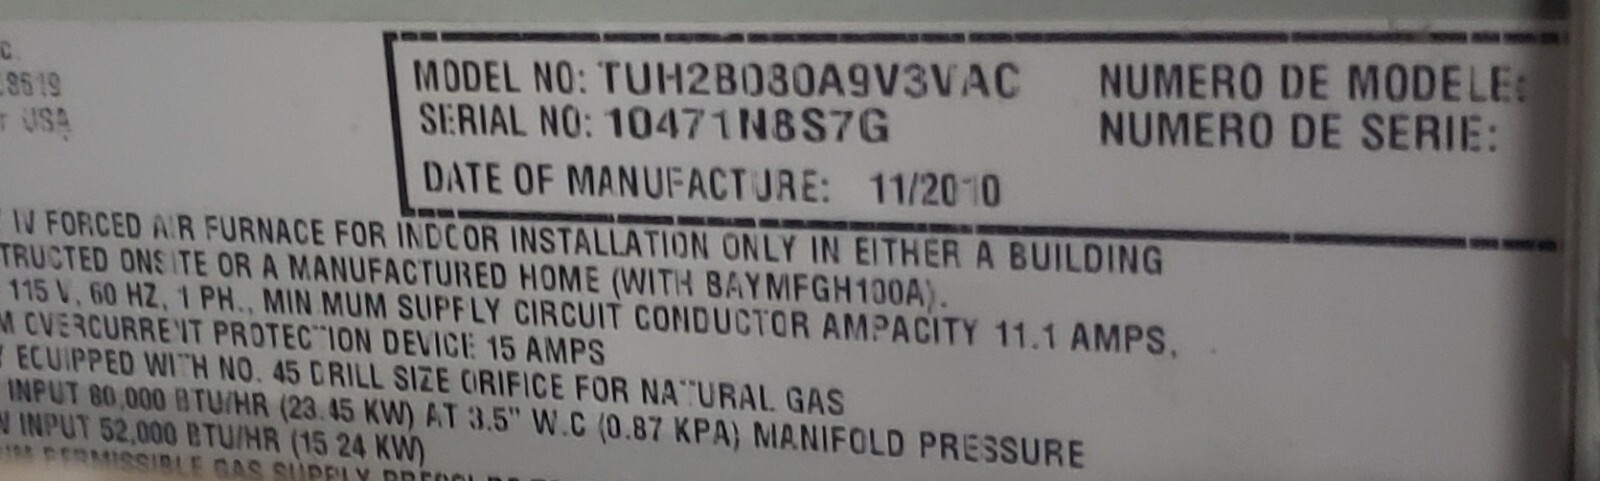 C.
8619
USA
MODEL NO: TUH2B080A9V3VAC NUMERO DE MODELE:
SERIAL NO: 10471N8S7G NUMERO DE SERIE:
DATE OF MANUFACTURE: 11/2010
IV FORCED AIR FURNACE FOR INDOOR INSTALLATION ONLY IN EITHER A BUILDING
TRUCTED ONSITE OR A MANUFACTURED HOME (WITH BAYMFGH100A).
115 V, 60 HZ, 1 PH., MINIMUM SUPPLY CIRCUIT CONDUCTOR AMPACITY 11.1 AMPS,
M OVERCURRENT PROTECTION DEVICE 15 AMPS
EQUIPPED WITH NO. 45 DRILL SIZE ORIFICE FOR NATURAL GAS
INPUT 80,000 BTU/HR (23.45 KW) AT 3.5" W.C (0.87 KPA) MANIFOLD PRESSURE
INPUT 52,000 BTU/HR (15 24 KW)
PERMISSIBLE GAS SUPPLY